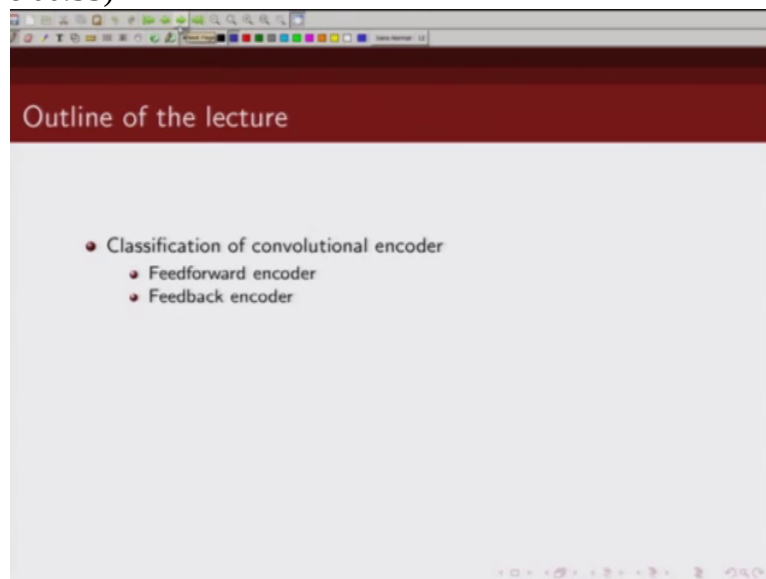 Outline of the lecture
Classification of convolutional encoder
Feedforward encoder
Feedback encoder